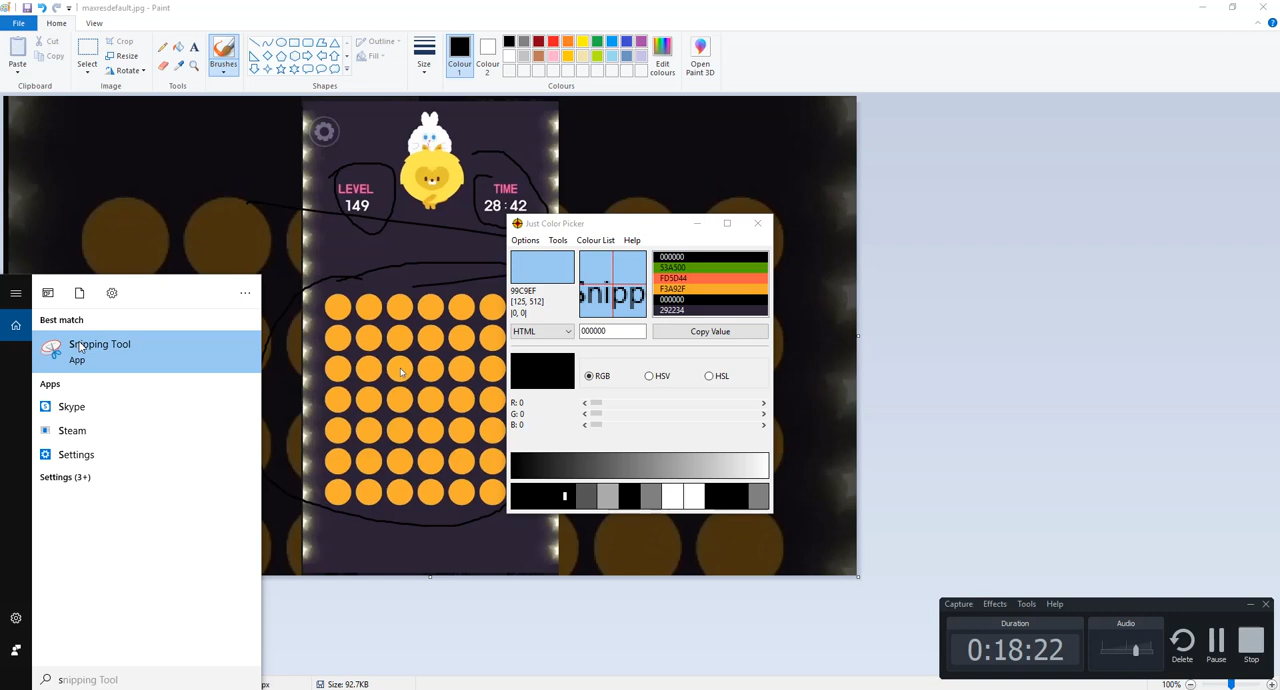 maxresdefault.jpg - Paint
File Home View
Paste Cut Copy Clipboard
Select Crop Resize Rotate Image
Tools
Brushes
Outline Fill Shapes
Size
Colour 1 Colour 2 Edit colours Colours
Open Paint 3D
LEVEL
149
TIME
28:42
Just Color Picker
Options Tools Colour List Help
99C9EF
[125, 512]
|0, 0|
Snipp
000000
53A500
FD5D44
F3A92F
000000
292234
HTML 000000 Copy Value
RGB HSV HSL
R: 0
G: 0
B: 0
Best match
Snipping Tool
App
Apps
Skype
Steam
Settings
Settings (3+)
snipping Tool
px Size: 92.7KB 100%
Capture Effects Tools Help
Duration Audio
0:18:22
Delete Pause Stop